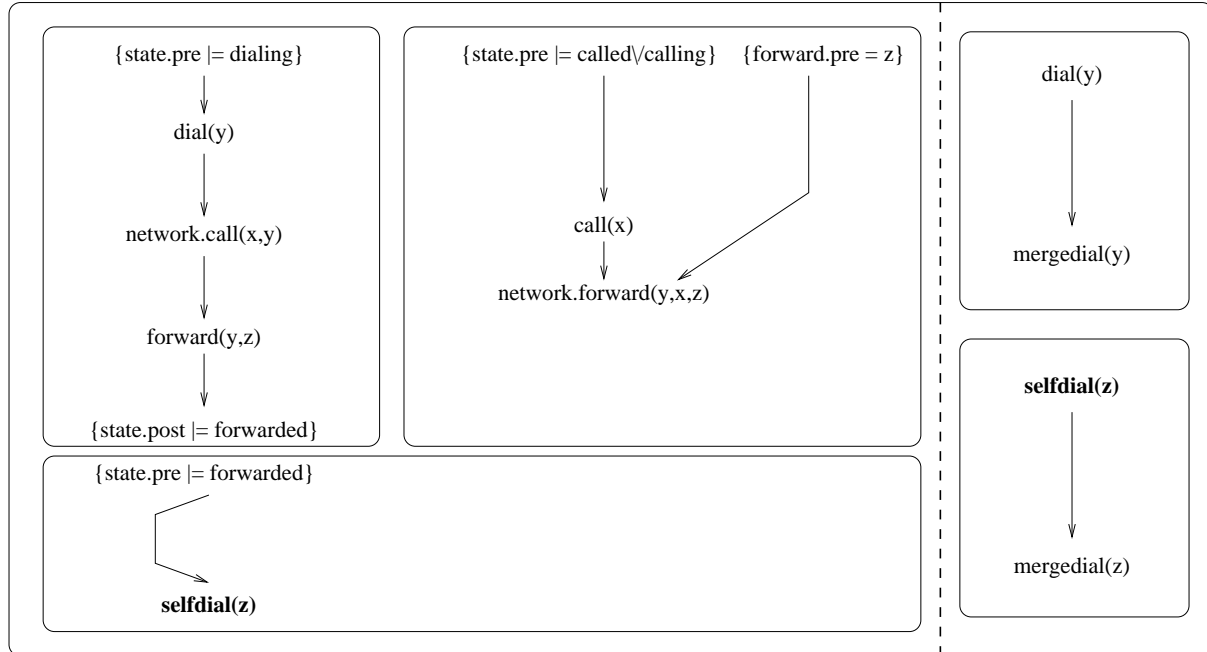 {state.pre |= dialing}
dial(y)
network.call(x,y)
forward(y,z)
{state.post |= forwarded}
{state.pre |= called\/calling}
{forward.pre = z}
call(x)
network.forward(y,x,z)
{state.pre |= forwarded}
selfdial(z)
dial(y)
mergedial(y)
selfdial(z)
mergedial(z)